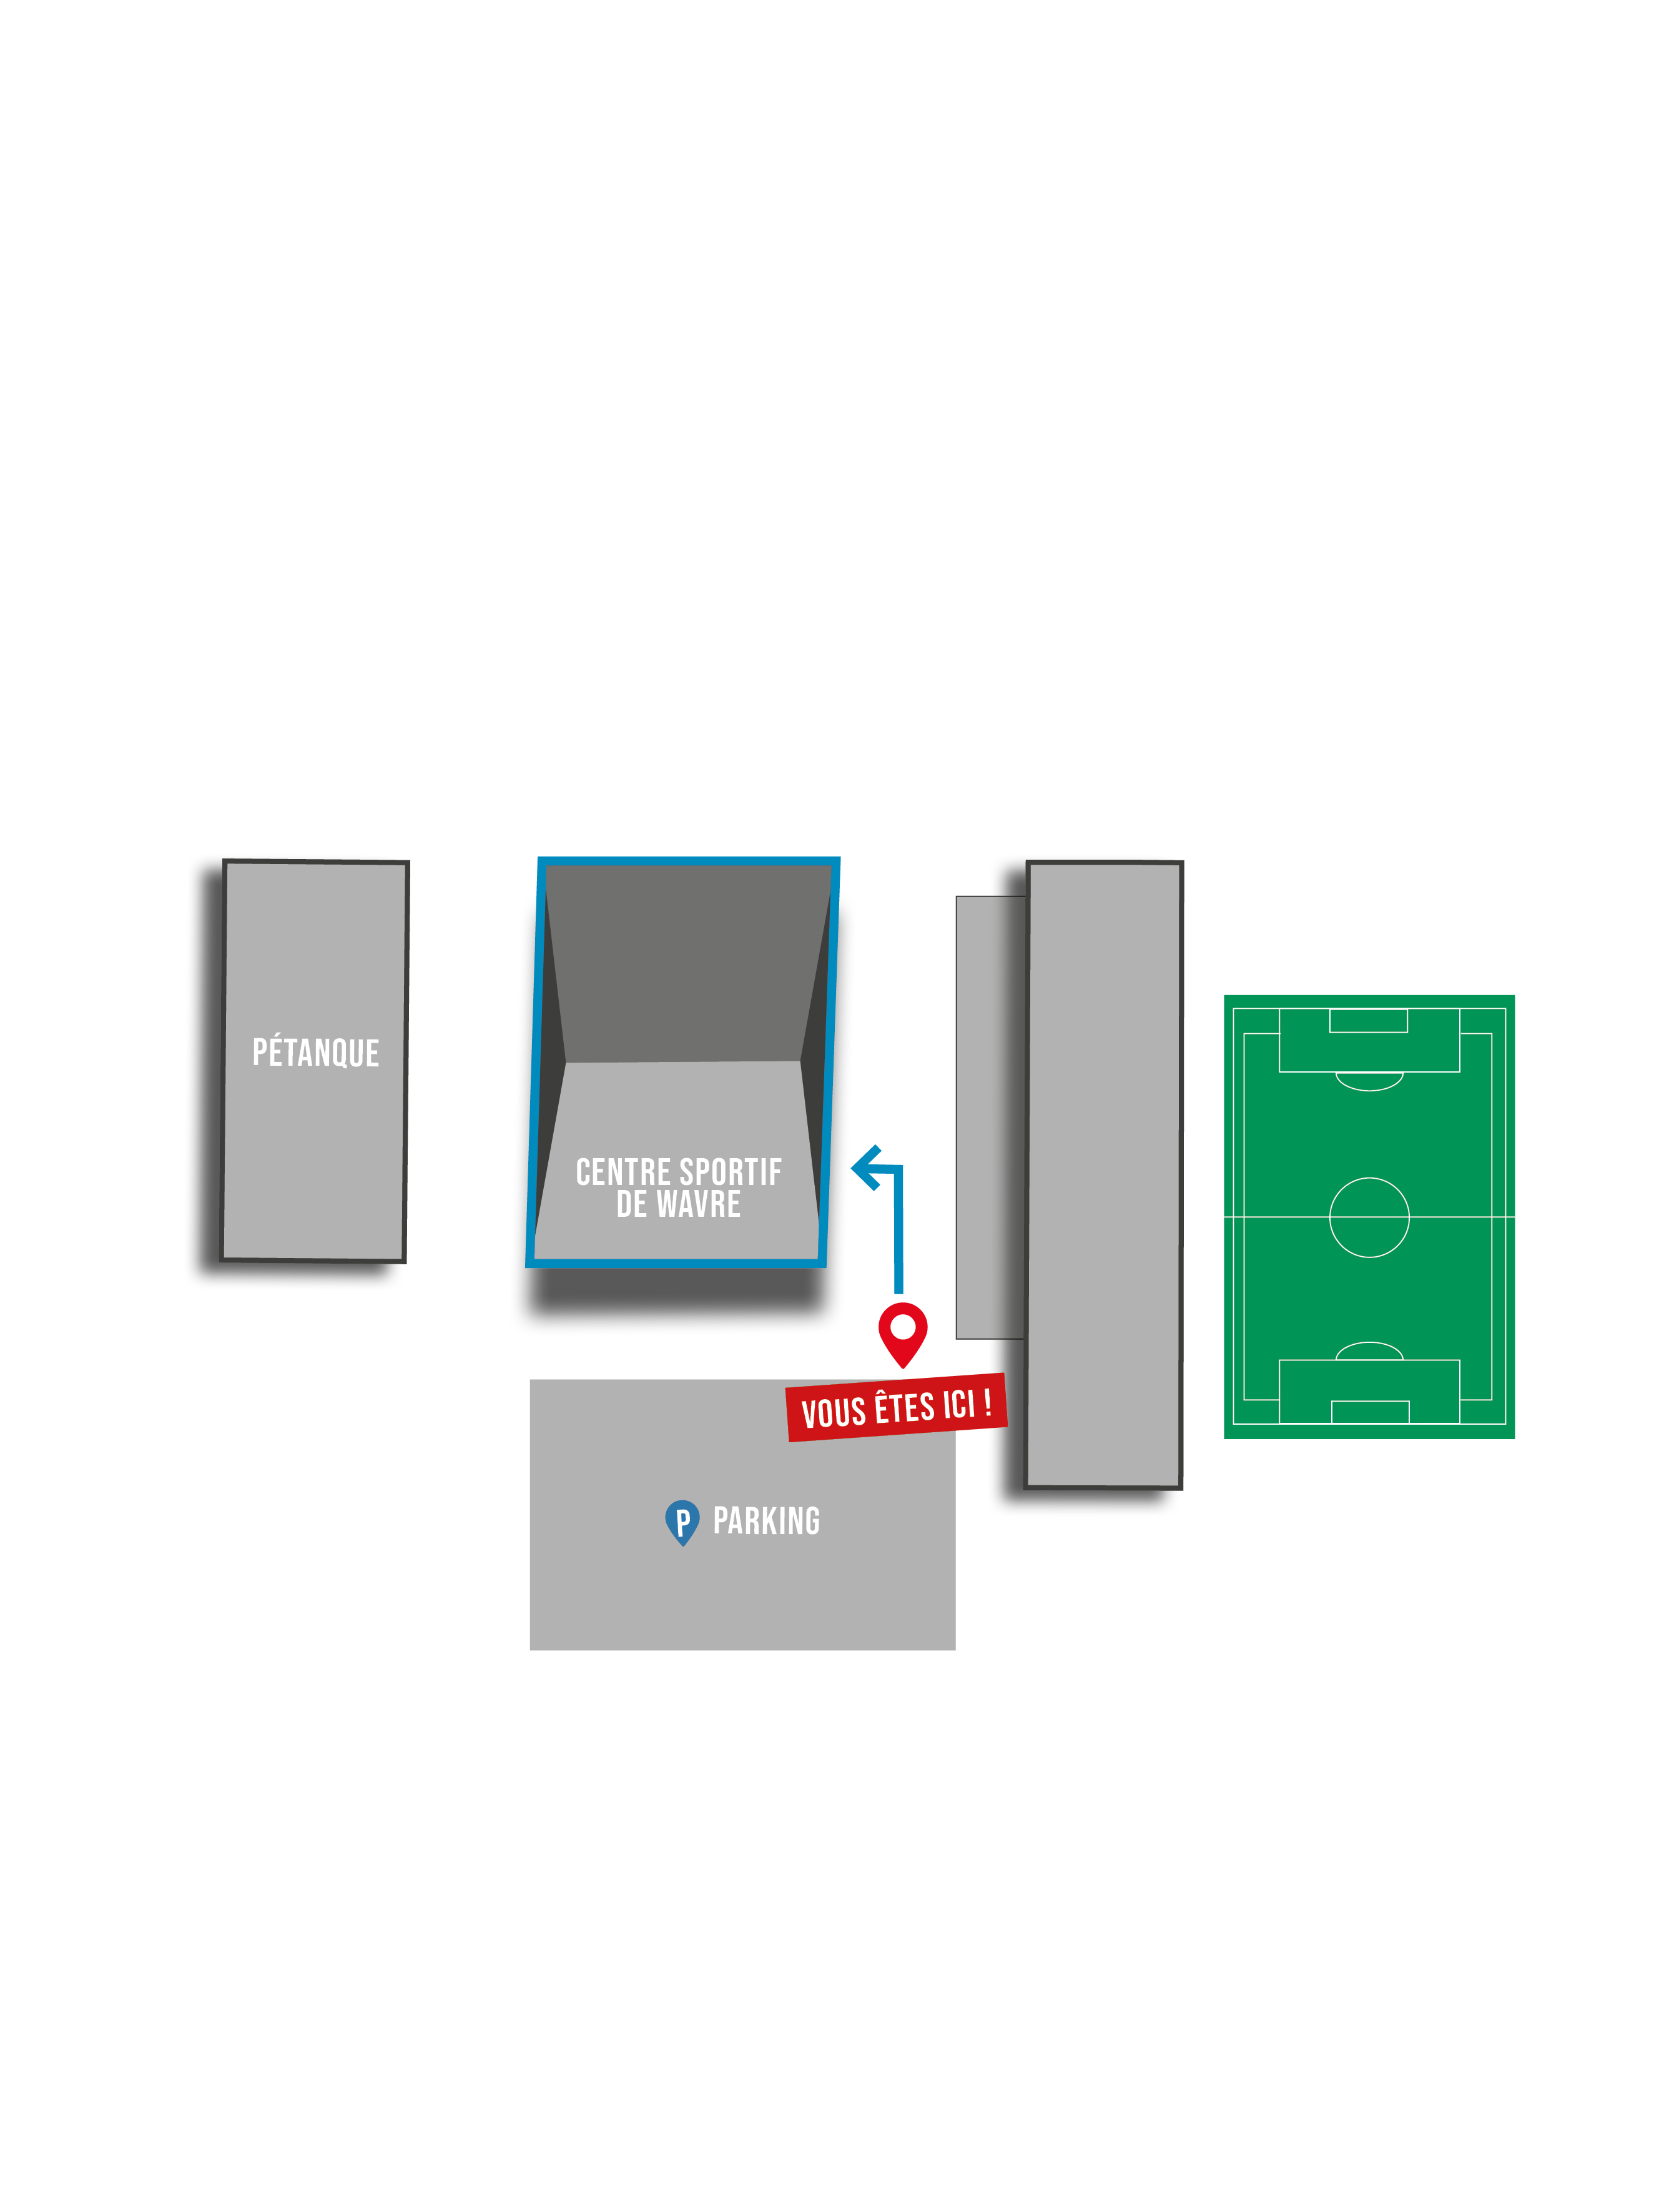 PÉTANQUE
CENTRE SPORTIF
DE WAVRE
VOUS ÊTES ICI !
P PARKING